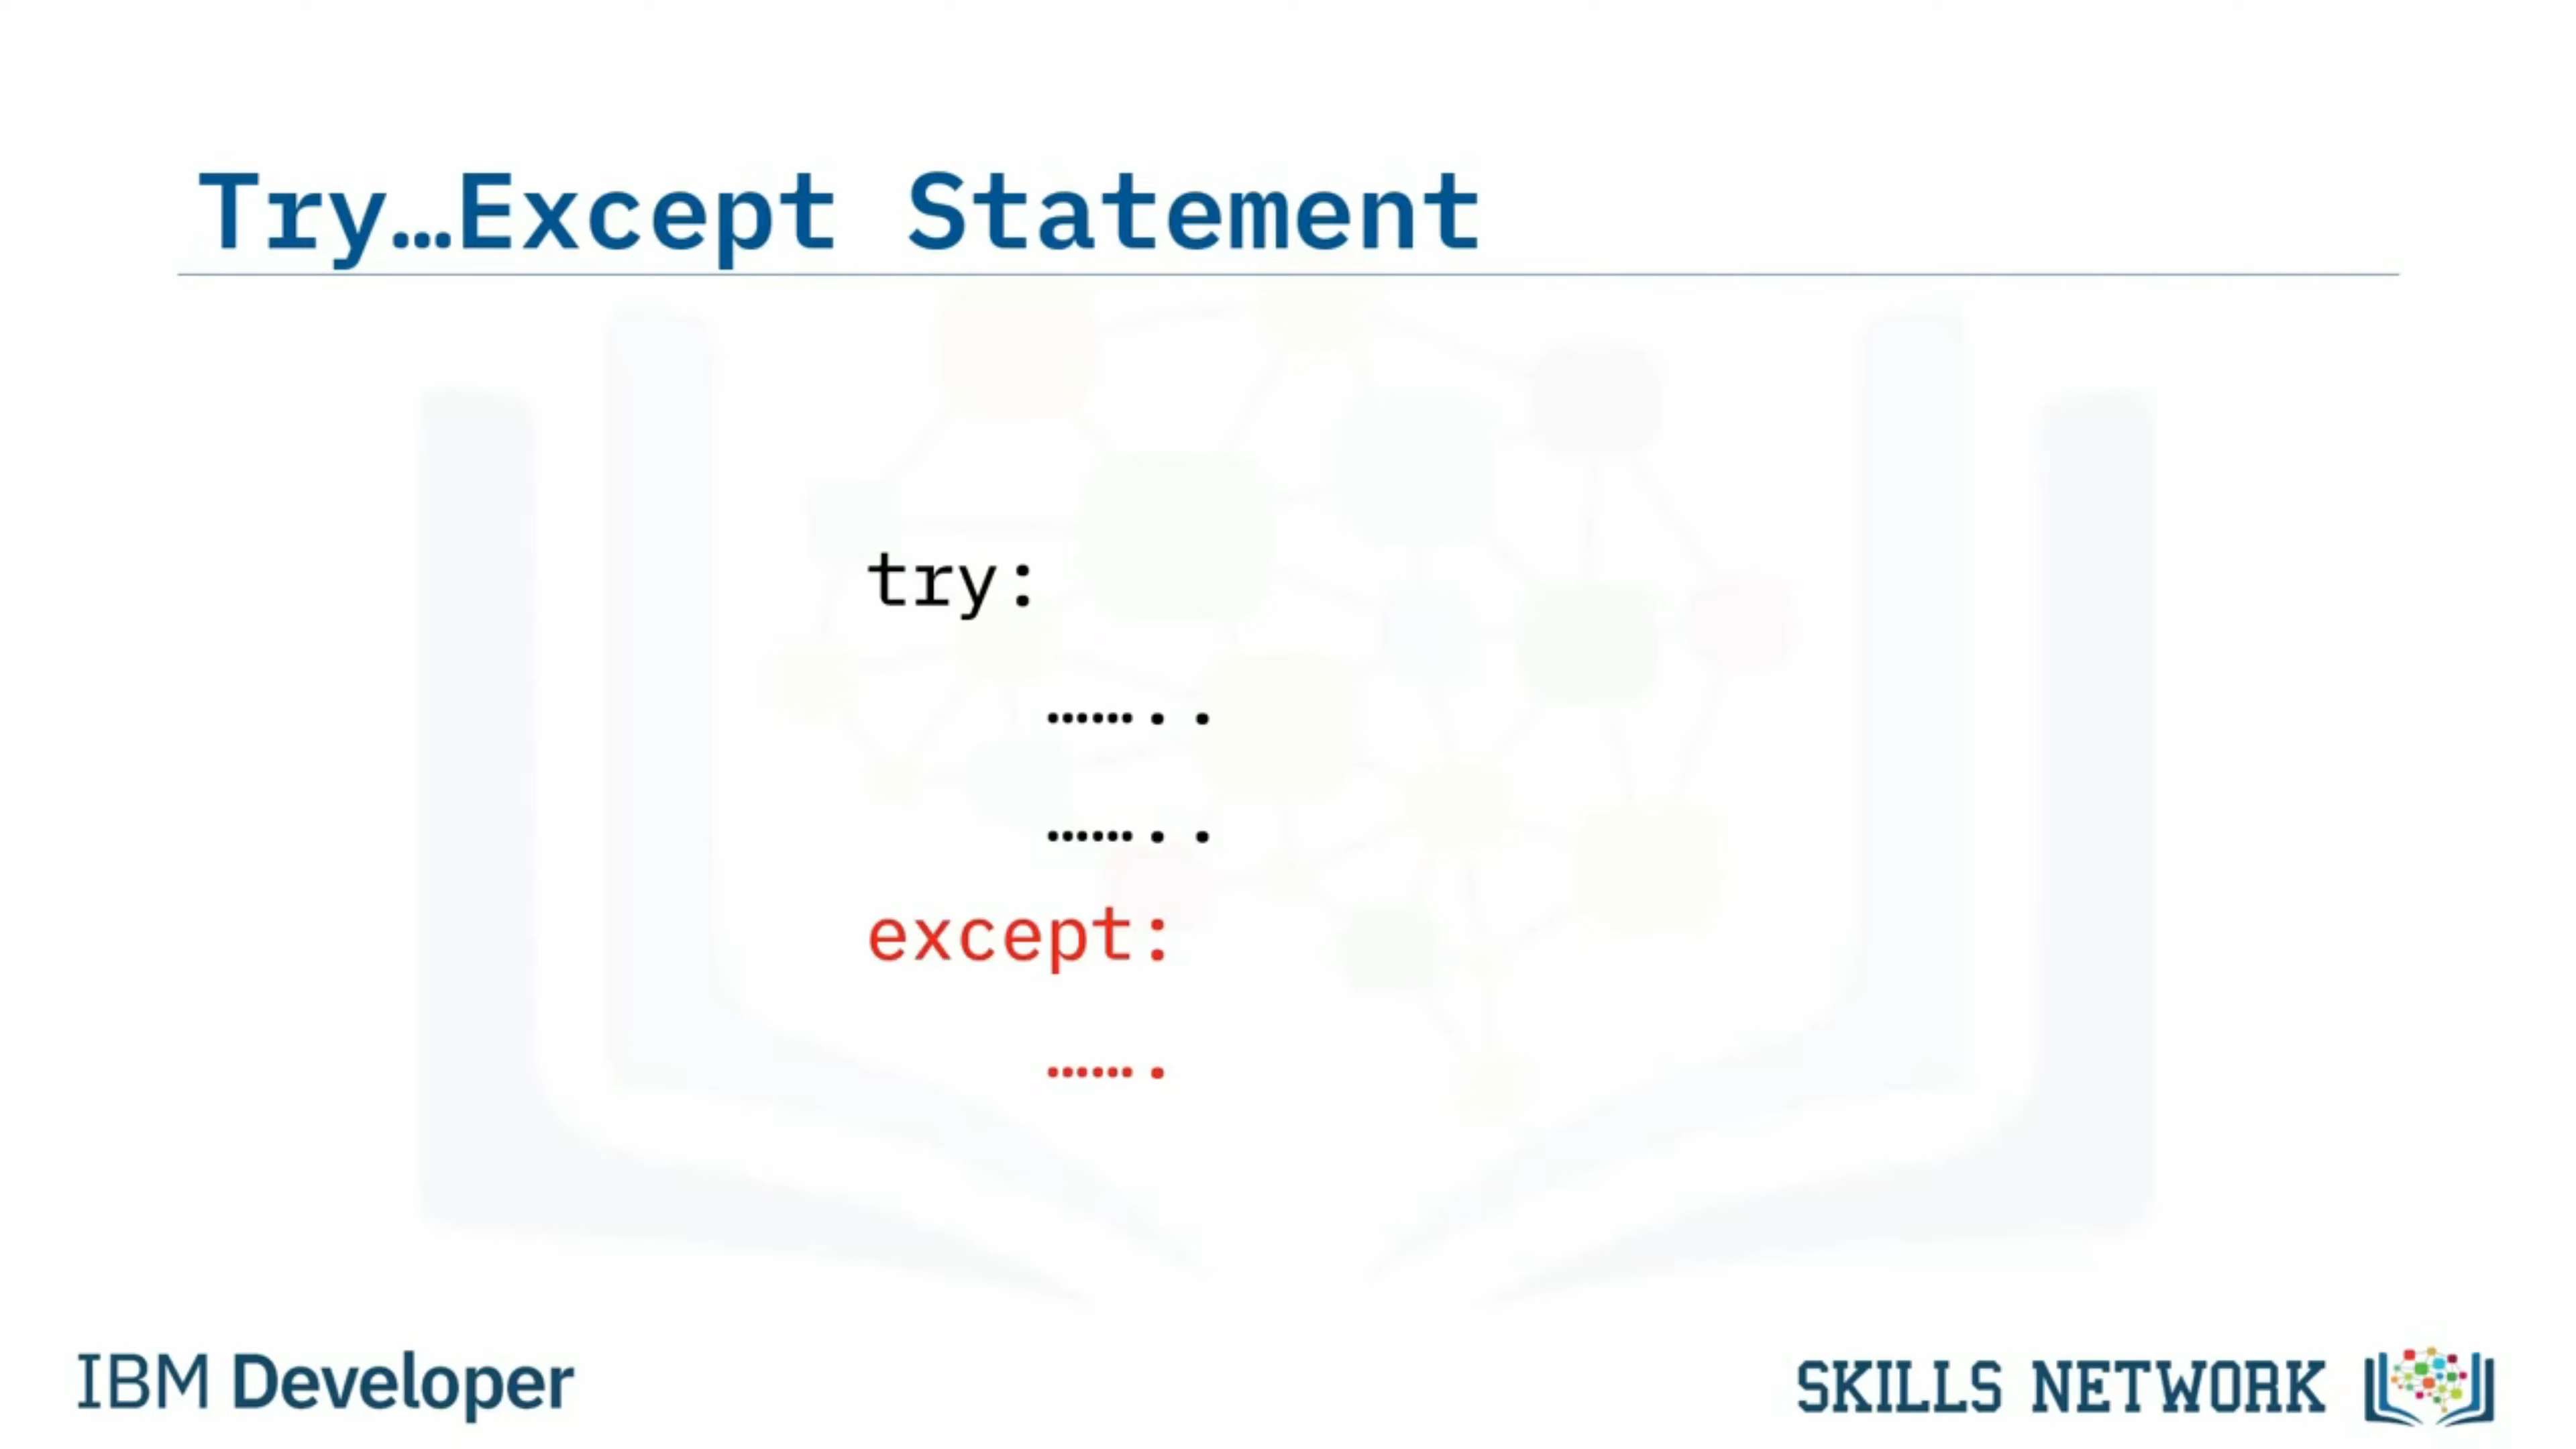 Try…Except Statement
try:
……..
……..
except:
…….
IBM Developer
SKILLS NETWORK